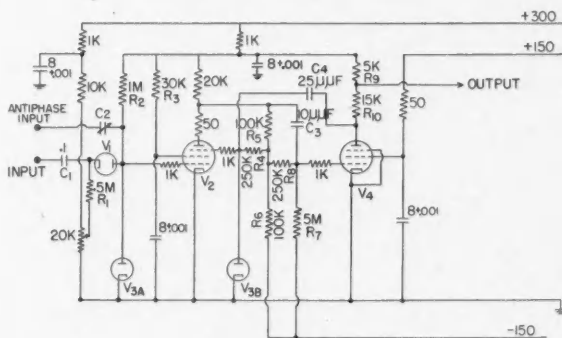 +300
1K
1K
+150
8
+.001
8+.001
C4
25μμF
5K
R9
OUTPUT
10K
1M
R2
30K
R3
20K
15K
R10
50
ANTIPHASE
INPUT
C2
50
100K
R5
10μμF
C3
INPUT
.1
C1
V1
1K
V2
1K
R4
250K
R8
250K
1K
V4
5M
R1
20K
8+.001
R6
100K
5M
R7
8+.001
V3A
V3B
-150